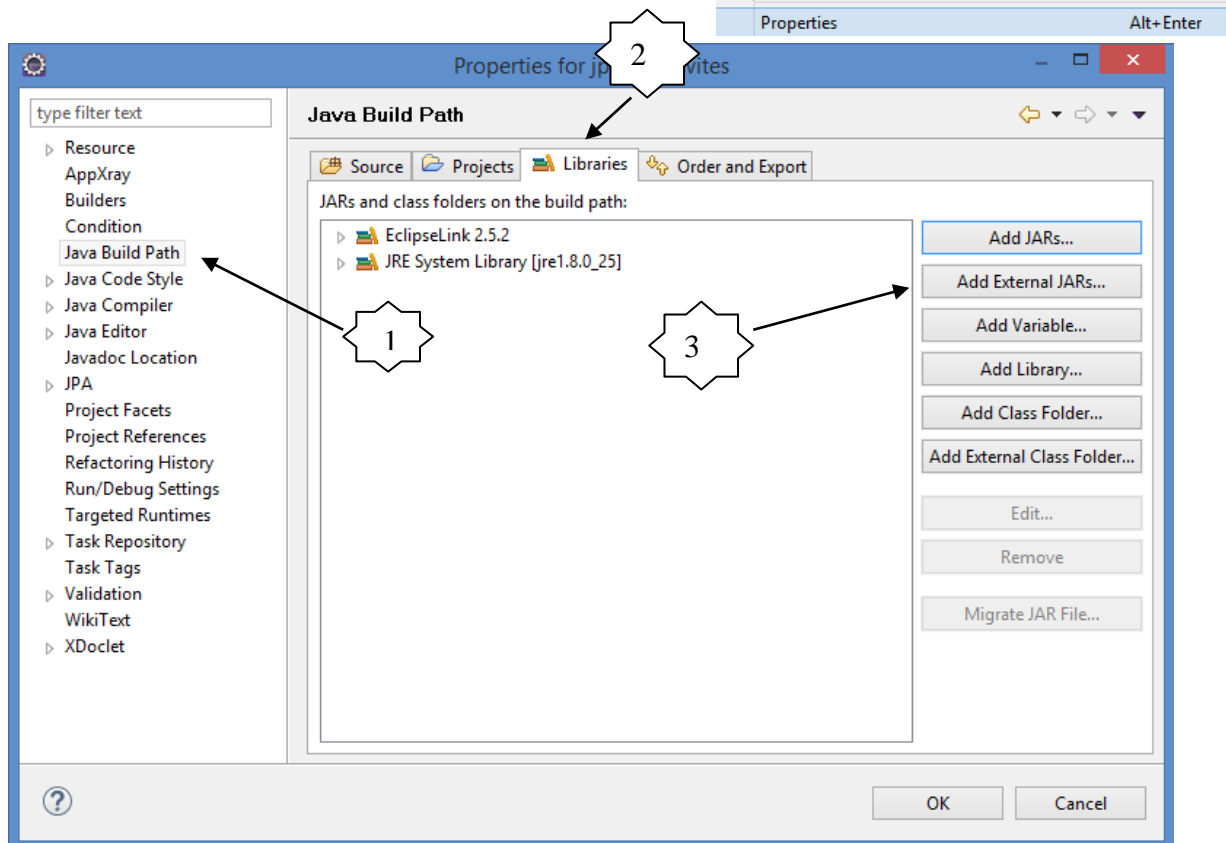 Properties Alt+Enter
2
Properties for jp vites
type filter text
Java Build Path
Resource
AppXray
Builders
Condition
Java Build Path
Java Code Style
Java Compiler
Java Editor
Javadoc Location
JPA
Project Facets
Project References
Refactoring History
Run/Debug Settings
Targeted Runtimes
Task Repository
Task Tags
Validation
WikiText
XDoclet
Source Projects Libraries Order and Export
JARs and class folders on the build path:
EclipseLink 2.5.2
JRE System Library [jre1.8.0_25]
1
3
Add JARs...
Add External JARs...
Add Variable...
Add Library...
Add Class Folder...
Add External Class Folder...
Edit...
Remove
Migrate JAR File...
?
OK Cancel